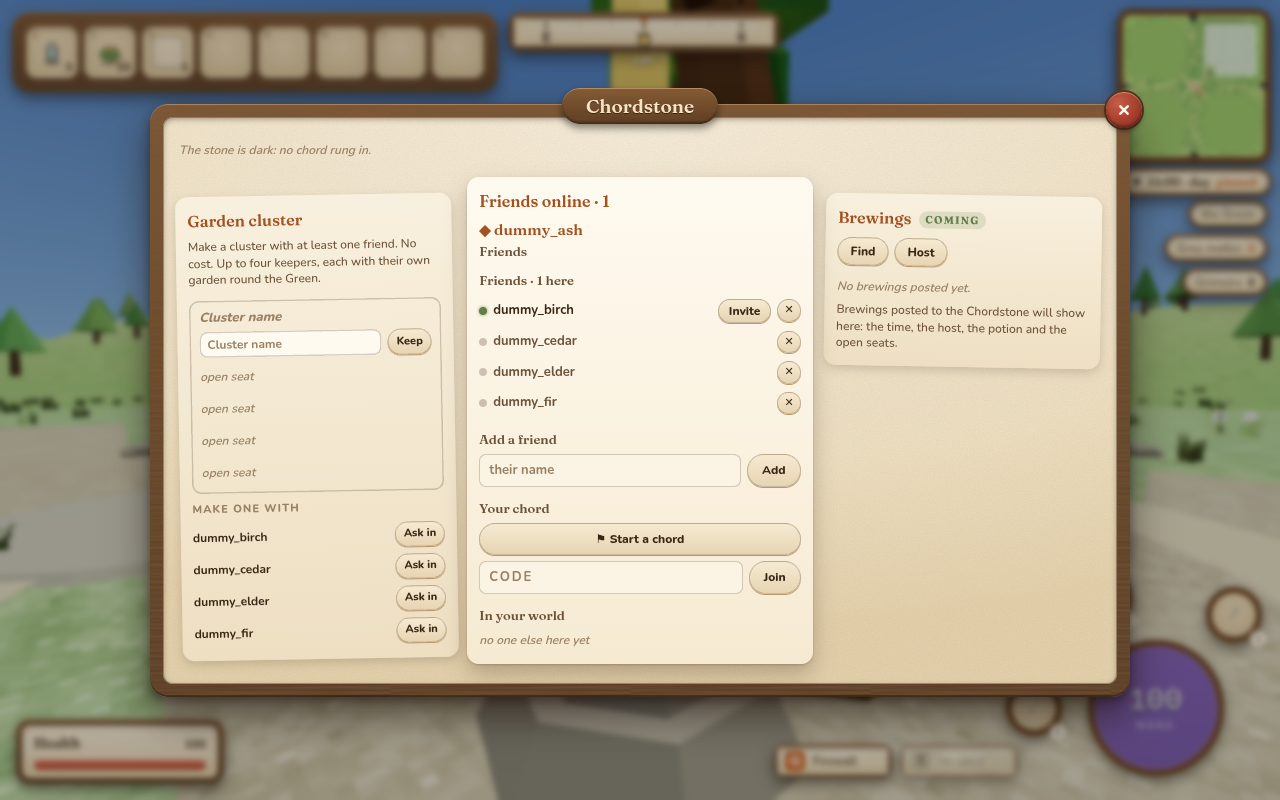 Chordstone
×
The stone is dark: no chord rung in.
Garden cluster
Make a cluster with at least one friend. No
cost. Up to four keepers, each with their own
garden round the Green.
Cluster name
Cluster name
Keep
open seat
open seat
open seat
open seat
MAKE ONE WITH
dummy_birch
Ask in
dummy_cedar
Ask in
dummy_elder
Ask in
dummy_fir
Ask in
Friends online · 1
◆ dummy_ash
Friends
Friends · 1 here
dummy_birch
Invite
×
dummy_cedar
×
dummy_elder
×
dummy_fir
×
Add a friend
their name
Add
Your chord
⚑ Start a chord
CODE
Join
In your world
no one else here yet
Brewings
COMING
Find
Host
No brewings posted yet.
Brewings posted to the Chordstone will show
here: the time, the host, the potion and the
open seats.
Health
100
100